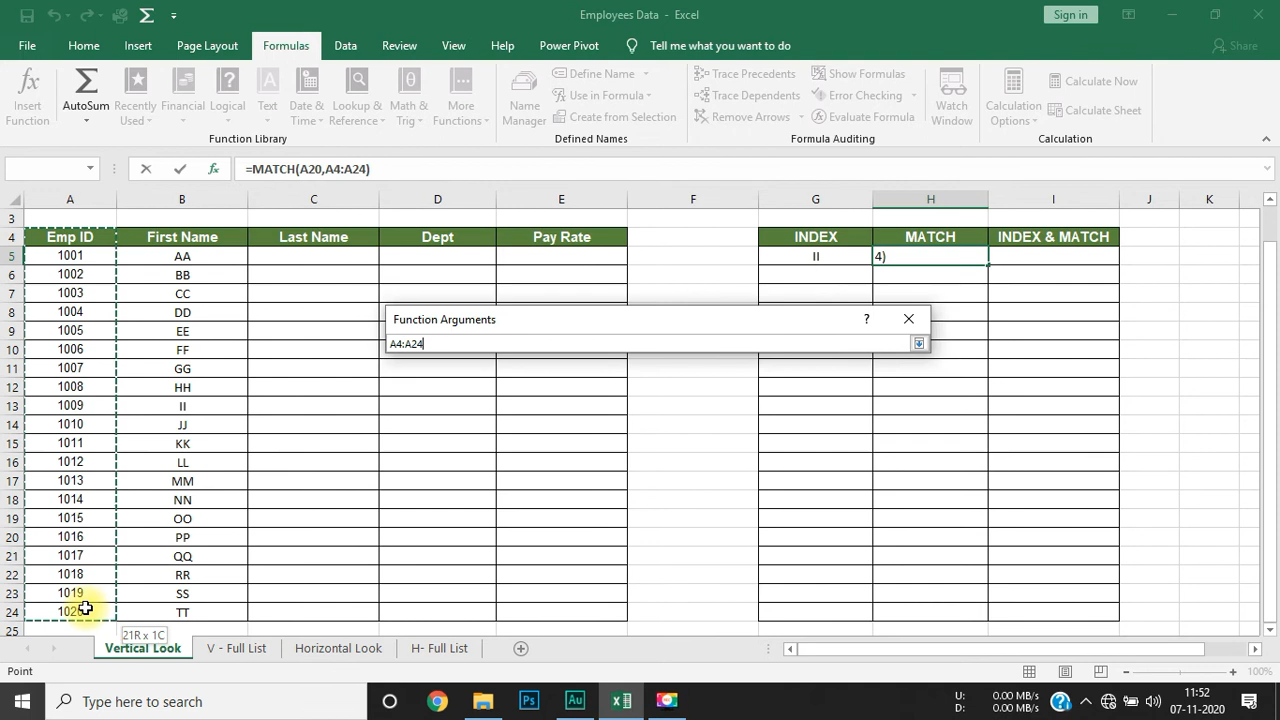 Employees Data - Excel
Sign in
File Home Insert Page Layout Formulas Data Review View Help Power Pivot Tell me what you want to do Share
Insert Function
AutoSum
Recently Used
Financial
Logical
Text
Date & Time
Lookup & Reference
Math & Trig
More Functions
Function Library
Name Manager
Define Name
Use in Formula
Create from Selection
Defined Names
Trace Precedents
Trace Dependents
Remove Arrows
Show Formulas
Error Checking
Evaluate Formula
Formula Auditing
Watch Window
Calculation Options
Calculate Now
Calculate Sheet
Calculation
fx =MATCH(A20,A4:A24)
A B C D E F G H I J K
3
4 Emp ID First Name Last Name Dept Pay Rate INDEX MATCH INDEX & MATCH
5 1001 AA II 4)
6 1002 BB
7 1003 CC
8 1004 DD
9 1005 EE
10 1006 FF
11 1007 GG
12 1008 HH
13 1009 II
14 1010 JJ
15 1011 KK
16 1012 LL
17 1013 MM
18 1014 NN
19 1015 OO
20 1016 PP
21 1017 QQ
22 1018 RR
23 1019 SS
24 1020 TT
25
Function Arguments ?
A4:A24
21R x 1C
Vertical Look V - Full List Horizontal Look H- Full List
Point
100%
Type here to search
U: 0.00 MB/s
D: 0.00 MB/s
11:52
07-11-2020